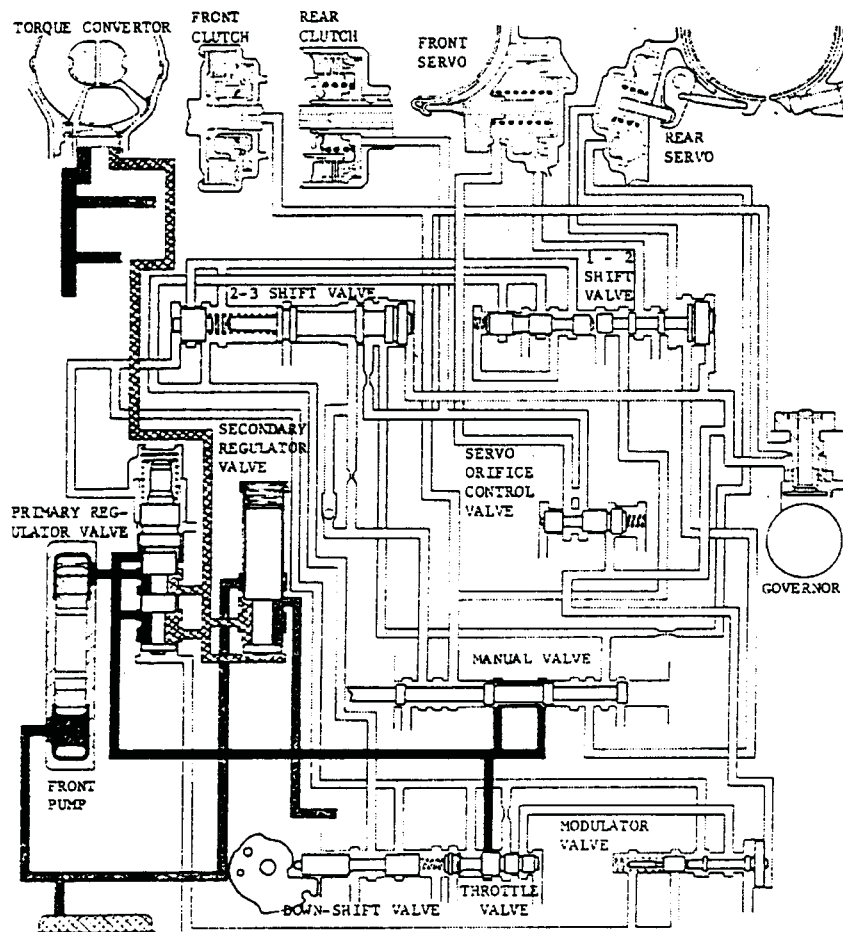 TORQUE CONVERTOR
FRONT
CLUTCH
REAR
CLUTCH
FRONT
SERVO
REAR
SERVO
1 - 2
SHIFT
VALVE
2-3 SHIFT VALVE
SECONDARY
REGULATOR
VALVE
SERVO
ORIFICE
CONTROL
VALVE
PRIMARY REG-
ULATOR VALVE
GOVERNOR
MANUAL VALVE
FRONT
PUMP
MODULATOR
VALVE
DOWN-SHIFT VALVE
THROTTLE
VALVE